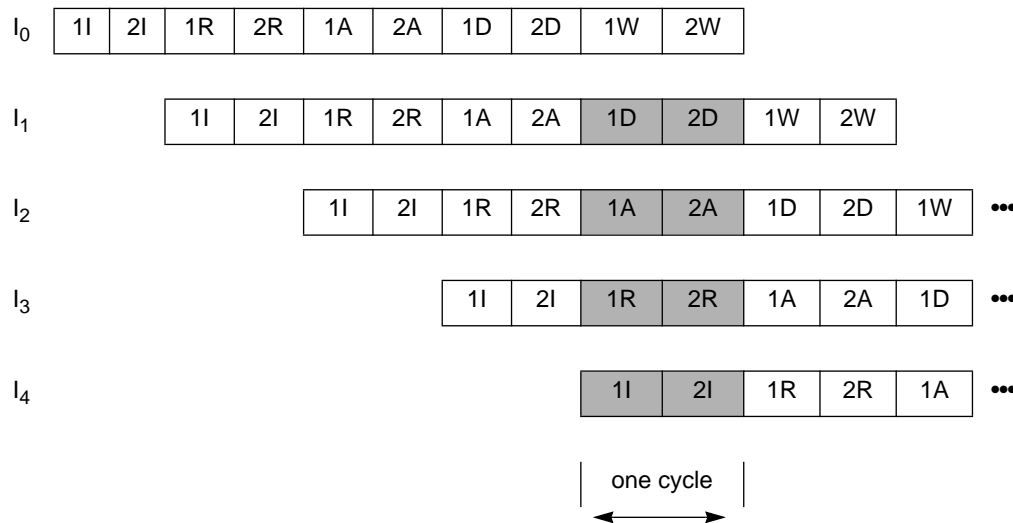 I0 1I 2I 1R 2R 1A 2A 1D 2D 1W 2W
I1 1I 2I 1R 2R 1A 2A 1D 2D 1W 2W
I2 1I 2I 1R 2R 1A 2A 1D 2D 1W •••
I3 1I 2I 1R 2R 1A 2A 1D •••
I4 1I 2I 1R 2R 1A •••
one cycle